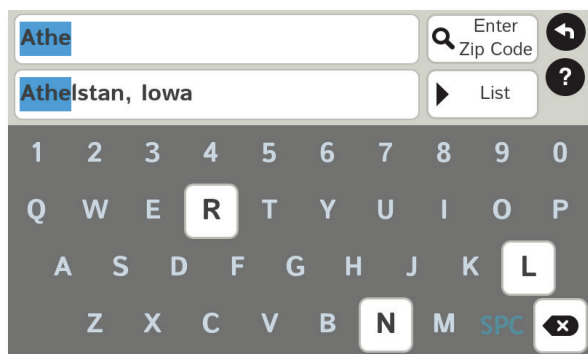 Athe
Enter
Zip Code
?
Athelstan, Iowa
List
1 2 3 4 5 6 7 8 9 0
Q W E R T Y U I O P
A S D F G H J K L
Z X C V B N M SPC